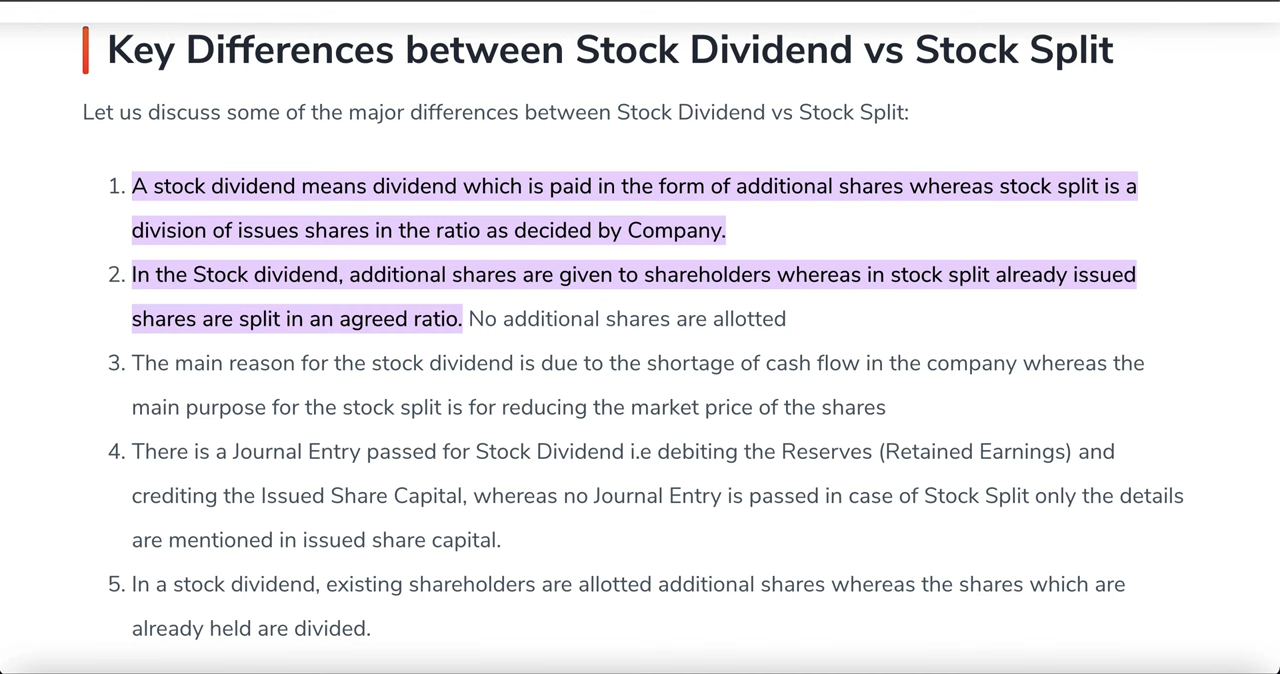 Key Differences between Stock Dividend vs Stock Split
Let us discuss some of the major differences between Stock Dividend vs Stock Split:
1. A stock dividend means dividend which is paid in the form of additional shares whereas stock split is a
division of issues shares in the ratio as decided by Company.
2. In the Stock dividend, additional shares are given to shareholders whereas in stock split already issued
shares are split in an agreed ratio. No additional shares are allotted
3. The main reason for the stock dividend is due to the shortage of cash flow in the company whereas the
main purpose for the stock split is for reducing the market price of the shares
4. There is a Journal Entry passed for Stock Dividend i.e debiting the Reserves (Retained Earnings) and
crediting the Issued Share Capital, whereas no Journal Entry is passed in case of Stock Split only the details
are mentioned in issued share capital.
5. In a stock dividend, existing shareholders are allotted additional shares whereas the shares which are
already held are divided.